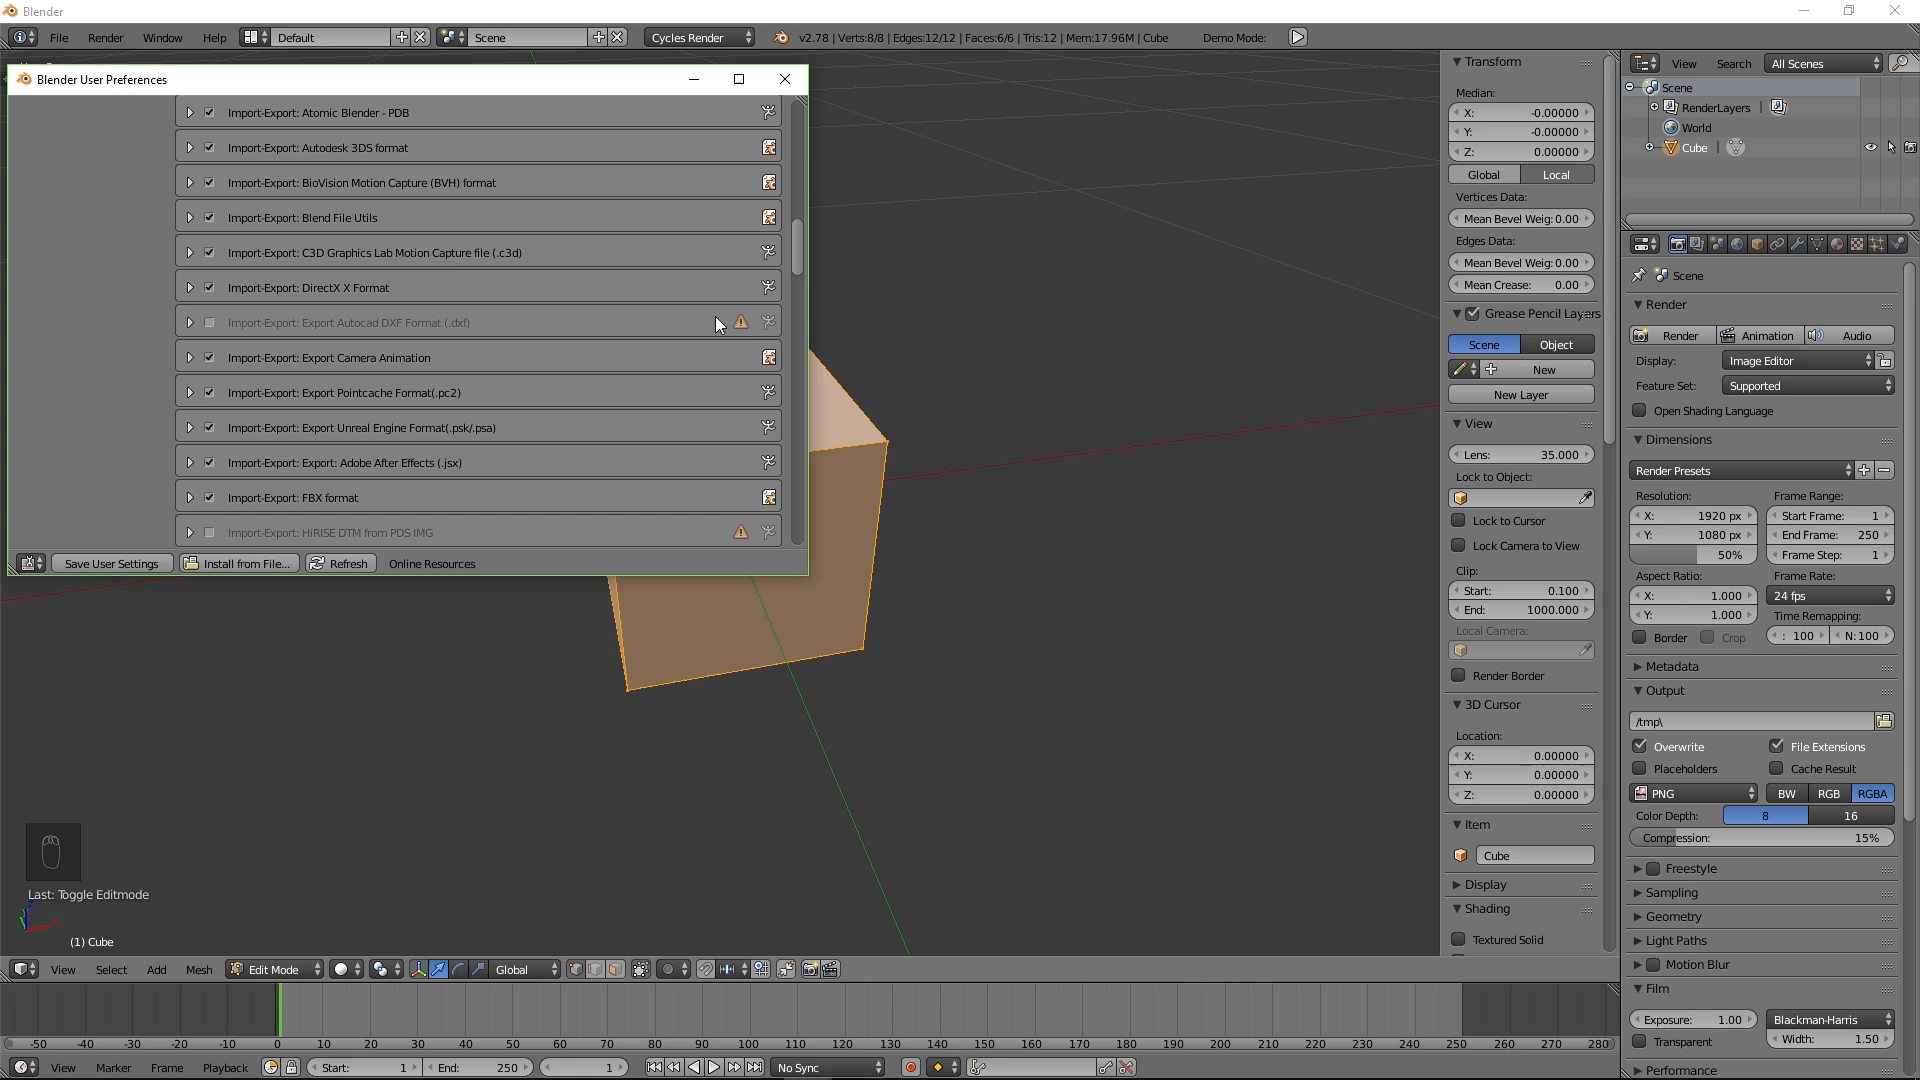 Blender
File Render Window Help Default Scene Cycles Render v2.78 | Verts:8/8 | Edges:12/12 | Faces:6/6 | Tris:12 | Mem:17.96M | Cube Demo Mode:
Blender User Preferences
Import-Export: Atomic Blender - PDB
Import-Export: Autodesk 3DS format
Import-Export: BioVision Motion Capture (BVH) format
Import-Export: Blend File Utils
Import-Export: C3D Graphics Lab Motion Capture file (.c3d)
Import-Export: DirectX X Format
Import-Export: Export Autocad DXF Format (.dxf)
Import-Export: Export Camera Animation
Import-Export: Export Pointcache Format(.pc2)
Import-Export: Export Unreal Engine Format(.psk/.psa)
Import-Export: Export: Adobe After Effects (.jsx)
Import-Export: FBX format
Import-Export: HiRISE DTM from PDS IMG
Save User Settings Install from File... Refresh Online Resources
Last: Toggle Editmode
(1) Cube
Transform
Median:
X: -0.00000
Y: -0.00000
Z: 0.00000
Global Local
Vertices Data:
Mean Bevel Weig: 0.00
Edges Data:
Mean Bevel Weig: 0.00
Mean Crease: 0.00
Grease Pencil Layers
Scene Object
New
New Layer
View
Lens: 35.000
Lock to Object:
Lock to Cursor
Lock Camera to View
Clip:
Start: 0.100
End: 1000.000
Local Camera:
Render Border
3D Cursor
Location:
X: 0.00000
Y: 0.00000
Z: 0.00000
Item
Cube
Display
Shading
Textured Solid
View Search All Scenes
Scene
RenderLayers |
World
Cube |
Scene
Render
Render Animation Audio
Display: Image Editor
Feature Set: Supported
Open Shading Language
Dimensions
Render Presets
Resolution: Frame Range:
X: 1920 px Start Frame: 1
Y: 1080 px End Frame: 250
50% Frame Step: 1
Aspect Ratio: Frame Rate:
X: 1.000 24 fps
Y: 1.000 Time Remapping:
Border Crop : 100 N:100
Metadata
Output
/tmp\
Overwrite File Extensions
Placeholders Cache Result
PNG BW RGB RGBA
Color Depth: 8 16
Compression: 15%
Freestyle
Sampling
Geometry
Light Paths
Motion Blur
Film
Exposure: 1.00 Blackman-Harris
Transparent Width: 1.50
Performance
View Select Add Mesh Edit Mode Global
-50 -40 -30 -20 -10 0 10 20 30 40 50 60 70 80 90 100 110 120 130 140 150 160 170 180 190 200 210 220 230 240 250 260 270 280
View Marker Frame Playback Start: 1 End: 250 1 No Sync